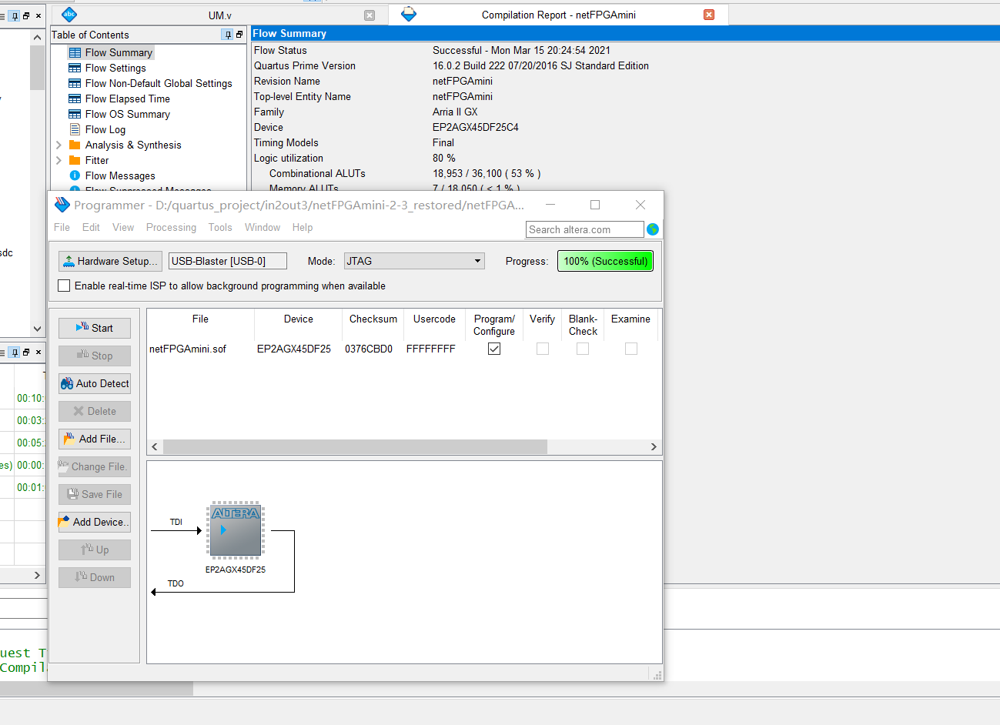 UM.v
Compilation Report - netFPGAmini
Table of Contents
Flow Summary
Flow Settings
Flow Non-Default Global Settings
Flow Elapsed Time
Flow OS Summary
Flow Log
Analysis & Synthesis
Fitter
Flow Messages
Flow Suppressed Messages
Flow Summary
Flow Status Successful - Mon Mar 15 20:24:54 2021
Quartus Prime Version 16.0.2 Build 222 07/20/2016 SJ Standard Edition
Revision Name netFPGAmini
Top-level Entity Name netFPGAmini
Family Arria II GX
Device EP2AGX45DF25C4
Timing Models Final
Logic utilization 80 %
Combinational ALUTs 18,953 / 36,100 ( 53 % )
Memory ALUTs 7 / 18,050 ( < 1 % )
sdc
00:10:
00:03:
00:05:
es) 00:00:
00:01:
uest T
Compil
Programmer - D:/quartus_project/in2out3/netFPGAmini-2-3_restored/netFPGA...
File Edit View Processing Tools Window Help
Search altera.com
Hardware Setup... USB-Blaster [USB-0] Mode: JTAG Progress: 100% (Successful)
Enable real-time ISP to allow background programming when available
Start
Stop
Auto Detect
Delete
Add File...
Change File.
Save File
Add Device..
Up
Down
File Device Checksum Usercode Program/ Verify Blank- Examine
Configure Check
netFPGAmini.sof EP2AGX45DF25 0376CBD0 FFFFFFFF
ALTERA
TDI
EP2AGX45DF25
TDO